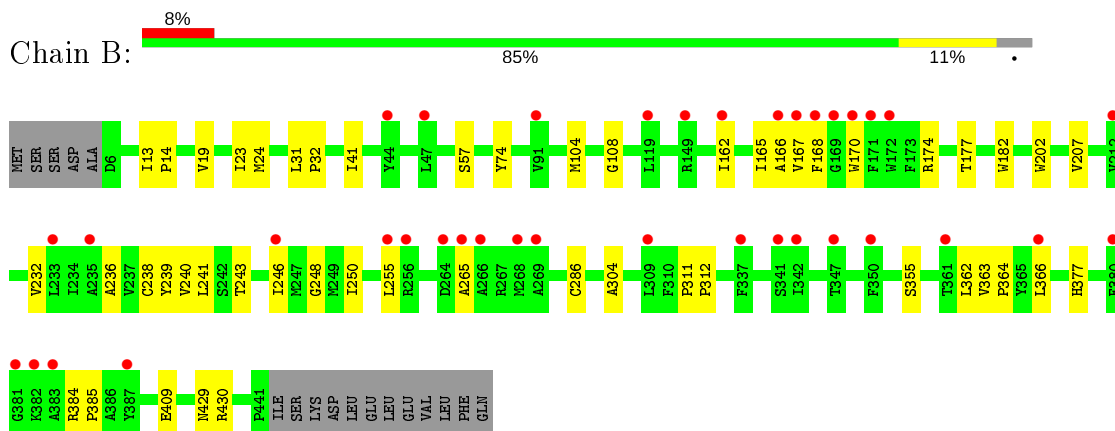 8%
Chain B:
85% 11% •
MET SER SER ASP ALA D6 I13 P14 V19 I23 M24 L31 P32 I41 Y44 L47 S57 Y74 V91 M104 G108 L119 R149 I162 I165 A166 V167 F168 G169 W170 F171 W172 F173 R174 T177 W182 W202 V207
V232 L233 I234 A235 A236 V237 C238 Y239 V240 L241 S242 T243 I246 M247 G248 M249 I250 L255 R256 D264 A265 A266 R267 M268 A269 C286 A304 L309 F310 P311 P312 F337 S341 I342 T347 F350 S355 T361 L362 V363 P364 Y365 L366 H377
G381 K382 A383 R384 P385 A386 Y387 E409 N429 R430 P441 ILE SER LYS ASP LEU GLU LEU GLU VAL LEU PHE GLN